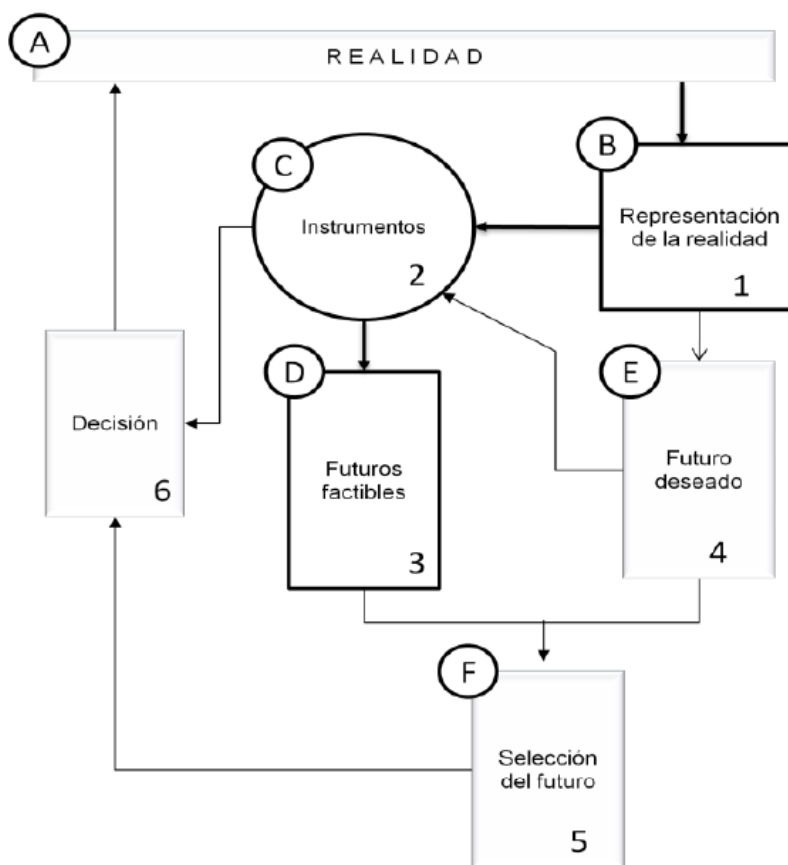 A
REALIDAD
B
Representación
de la realidad
1
C
Instrumentos
2
D
Futuros
factibles
3
E
Futuro
deseado
4
Decisión
6
F
Selección
del futuro
5